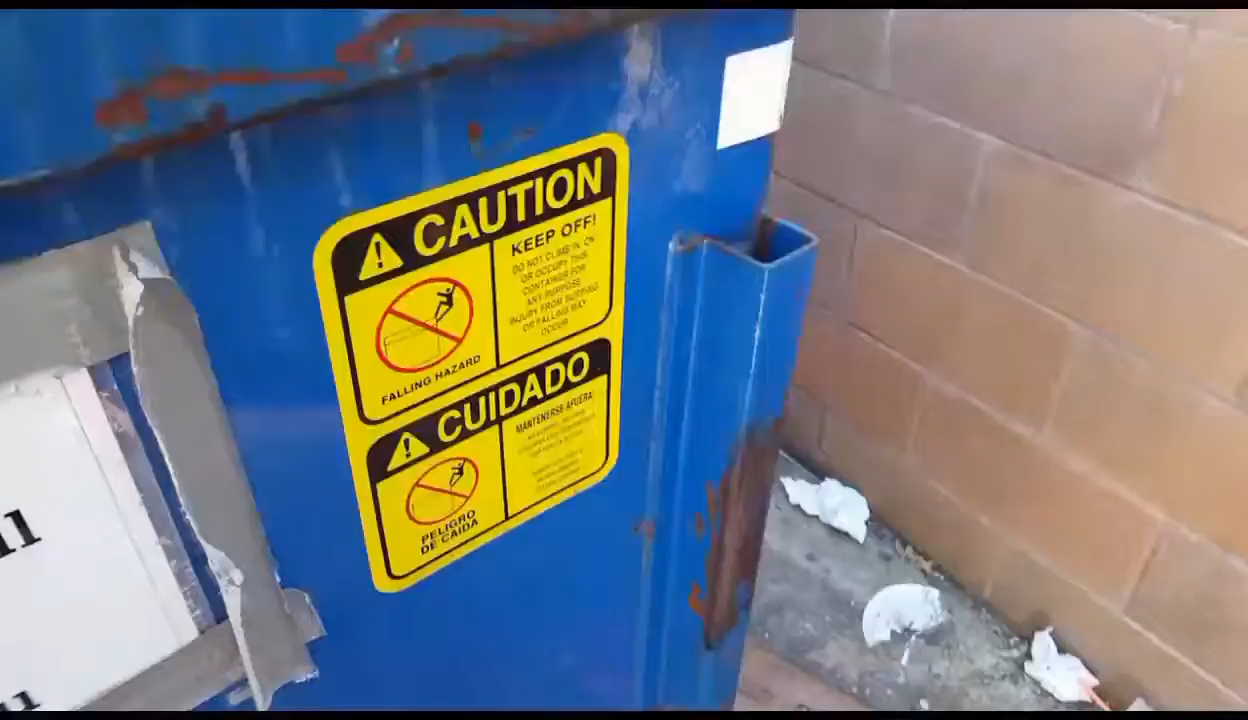 CAUTION
KEEP OFF!
DO NOT CLIMB IN, ON
OR OCCUPY THIS
CONTAINER FOR
ANY PURPOSE
INJURY FROM SLIPPING
OR FALLING MAY
OCCUR
FALLING HAZARD
CUIDADO
MANTENERSE AFUERA!
PELIGRO
DE CAIDA